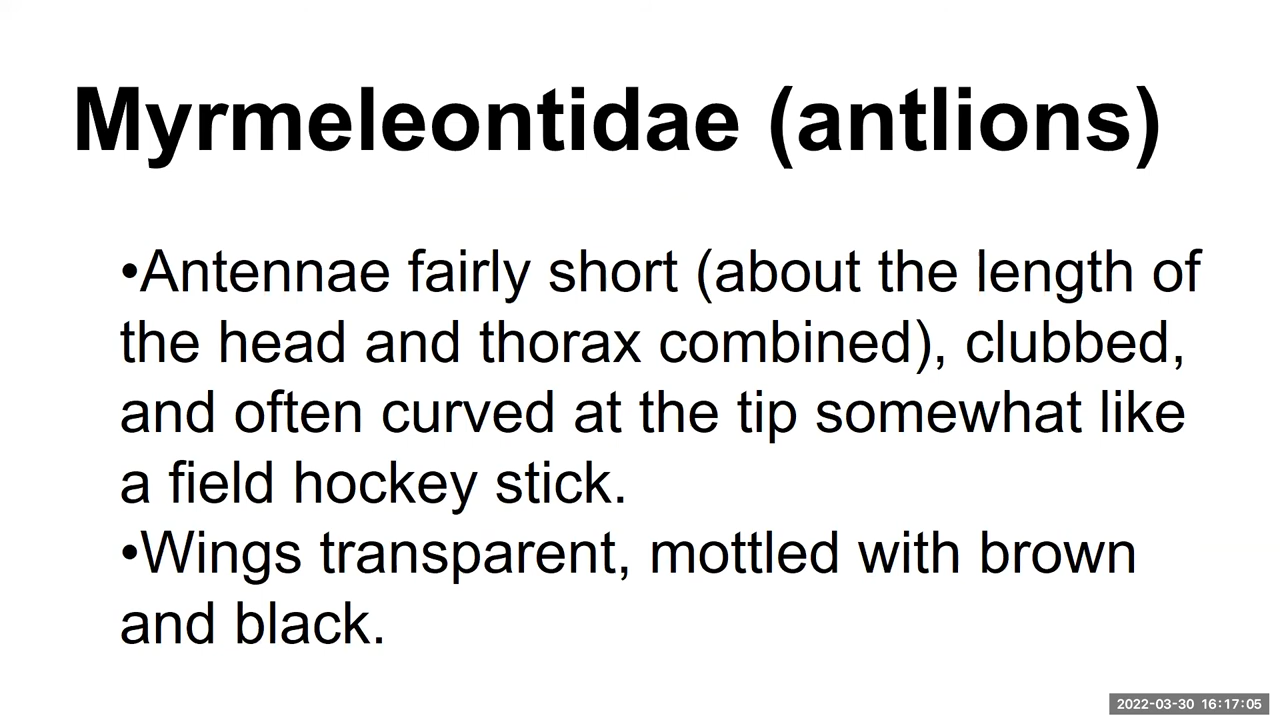 Myrmeleontidae (antlions)
•Antennae fairly short (about the length of
the head and thorax combined), clubbed,
and often curved at the tip somewhat like
a field hockey stick.
•Wings transparent, mottled with brown
and black.
2022-03-30 16:17:05